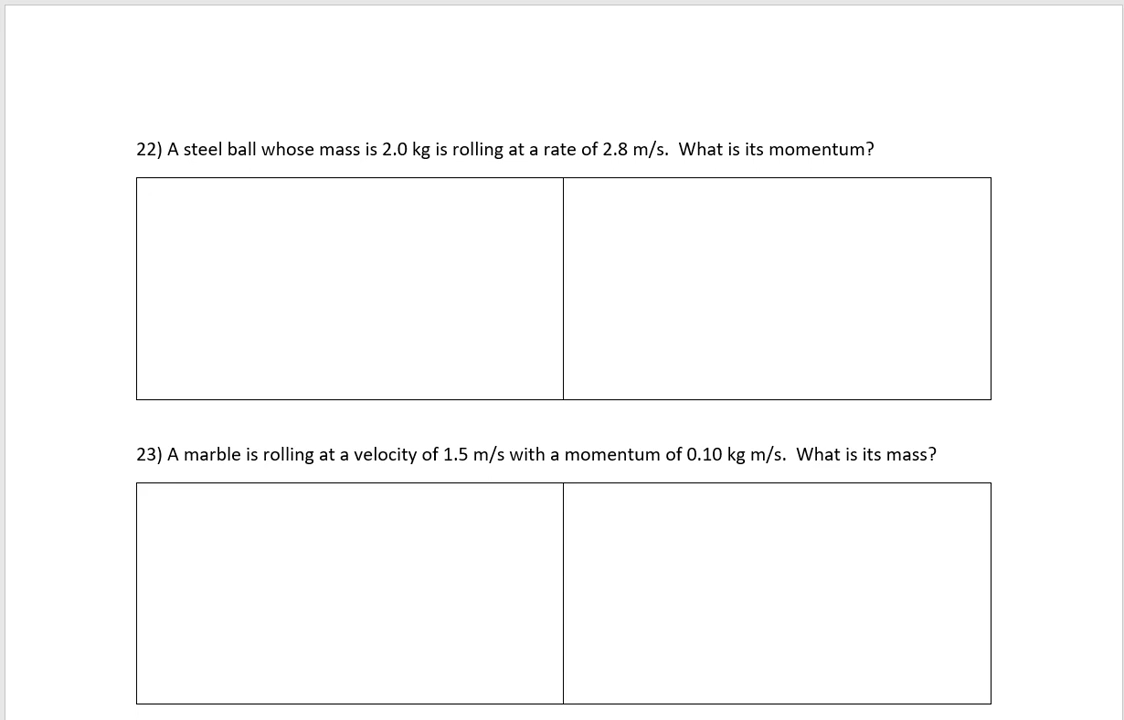 22) A steel ball whose mass is 2.0 kg is rolling at a rate of 2.8 m/s.  What is its momentum?
23) A marble is rolling at a velocity of 1.5 m/s with a momentum of 0.10 kg m/s.  What is its mass?